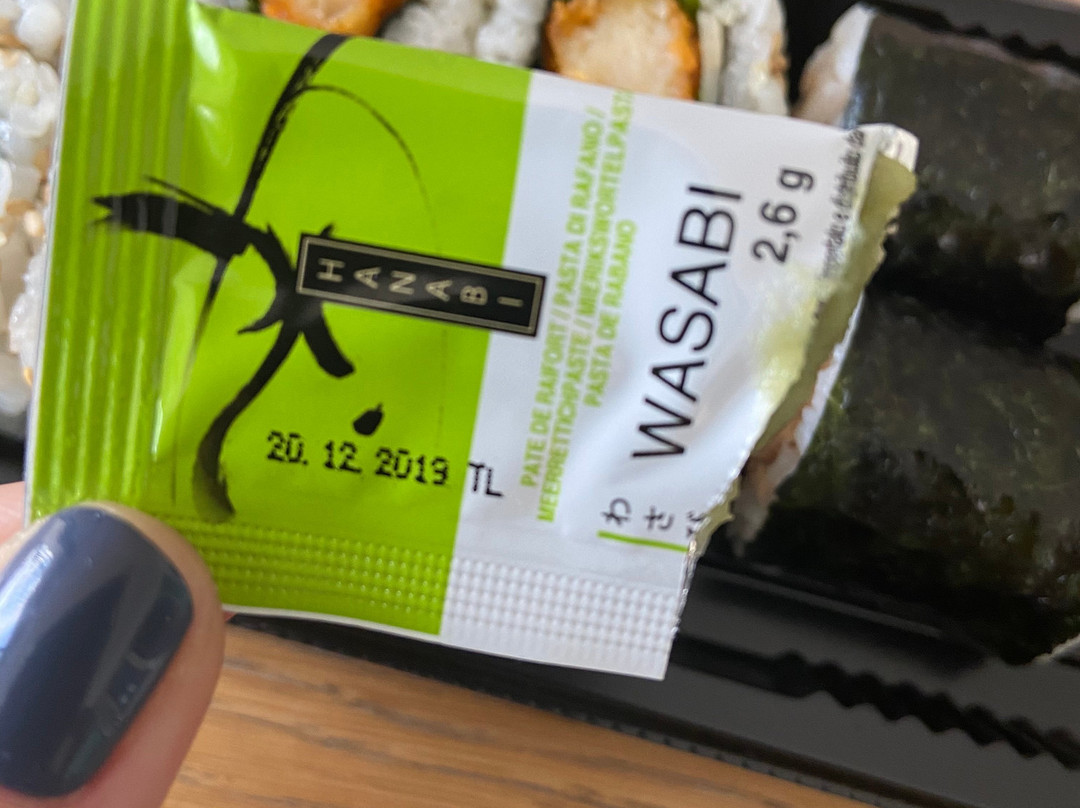 HANABI
20. 12. 2019 TL
PATE DE RAIFORT / PASTA DI RAFANO /
MEERRETTICHPASTE / MIERIKSWORTELPASTA
PASTA DE RABANO
わさ
WASABI
2,6 g